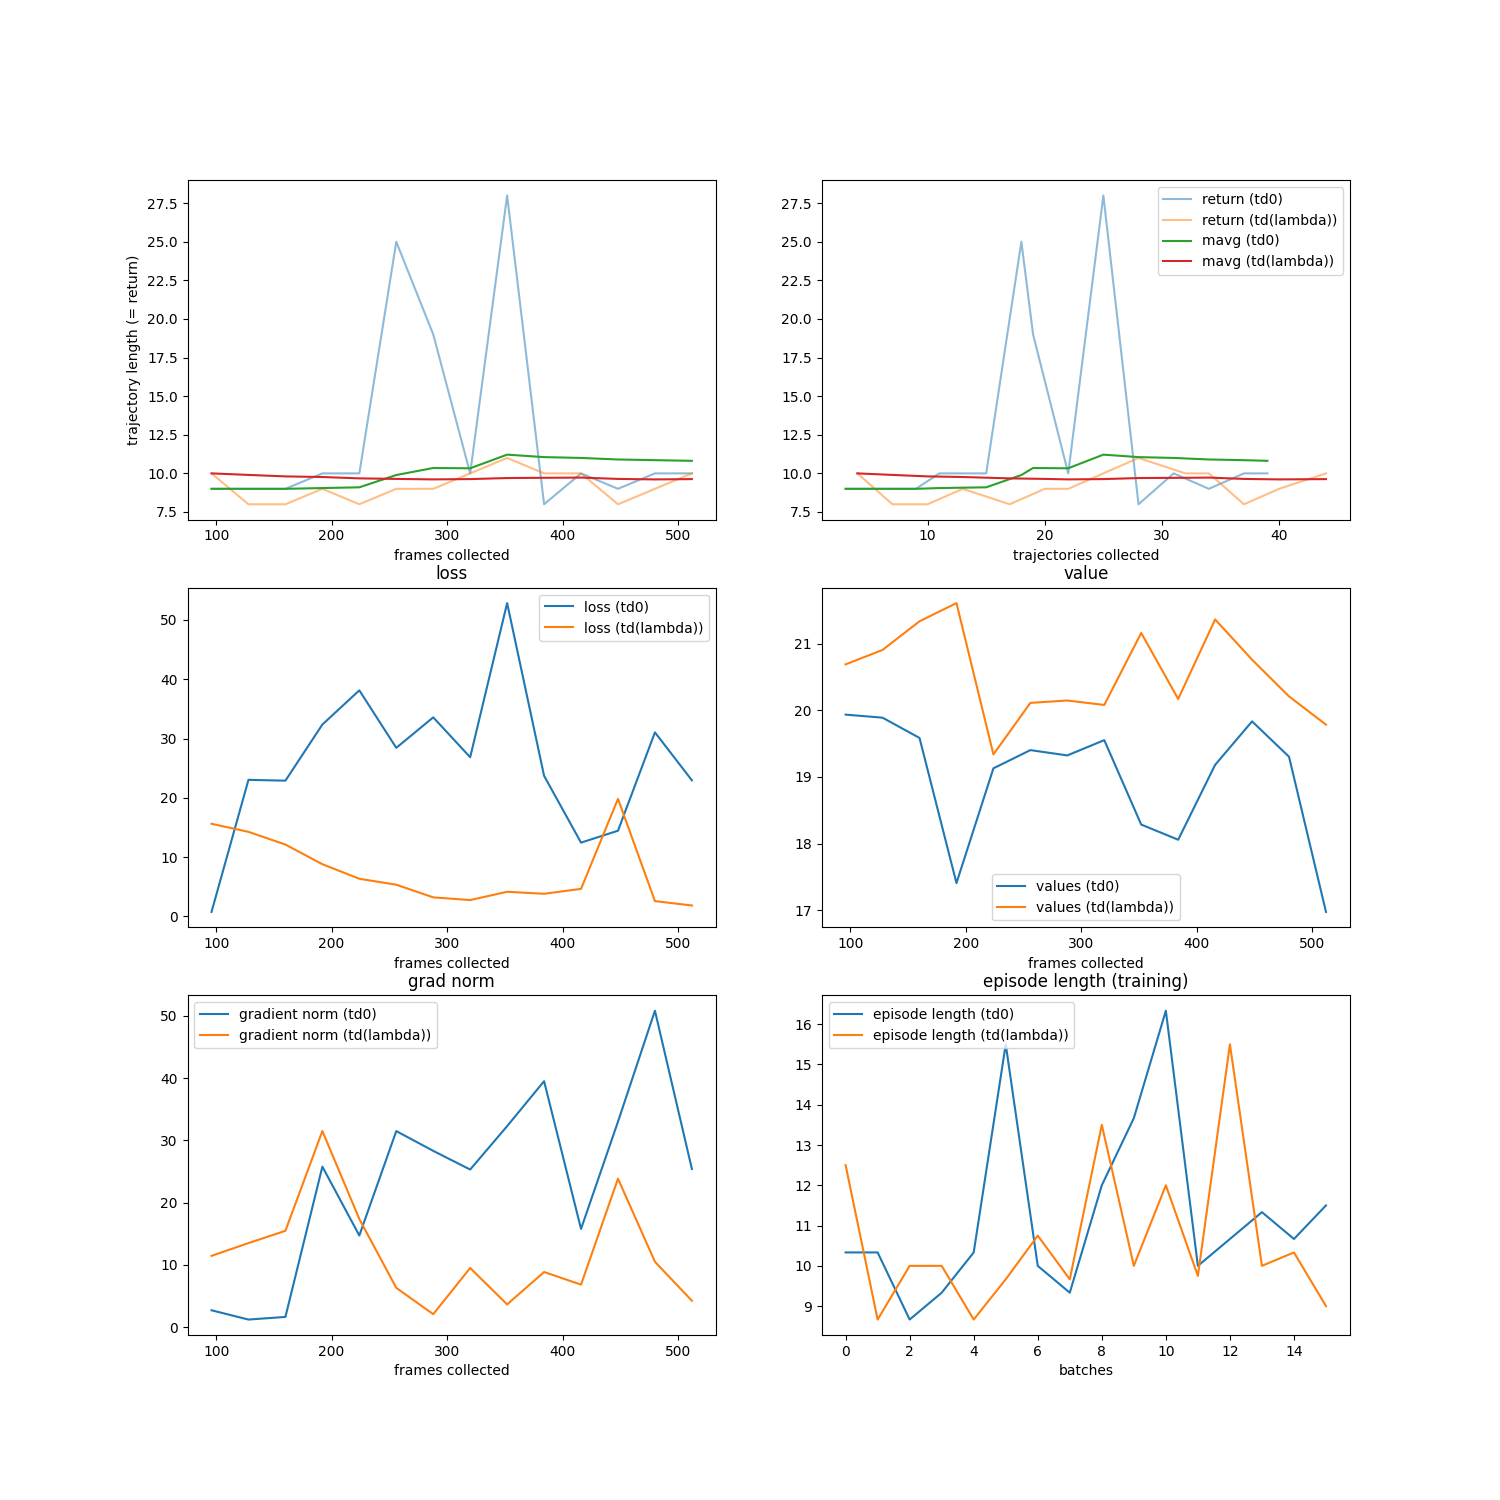 27.5
25.0
22.5
20.0
17.5
15.0
12.5
10.0
7.5
trajectory length (= return)
100 200 300 400 500
frames collected
27.5
25.0
22.5
20.0
17.5
15.0
12.5
10.0
7.5
return (td0)
return (td(lambda))
mavg (td0)
mavg (td(lambda))
10 20 30 40
trajectories collected
loss
50
40
30
20
10
0
loss (td0)
loss (td(lambda))
100 200 300 400 500
frames collected
value
21
20
19
18
17
values (td0)
values (td(lambda))
100 200 300 400 500
frames collected
grad norm
50
40
30
20
10
0
gradient norm (td0)
gradient norm (td(lambda))
100 200 300 400 500
frames collected
episode length (training)
16
15
14
13
12
11
10
9
episode length (td0)
episode length (td(lambda))
0 2 4 6 8 10 12 14
batches